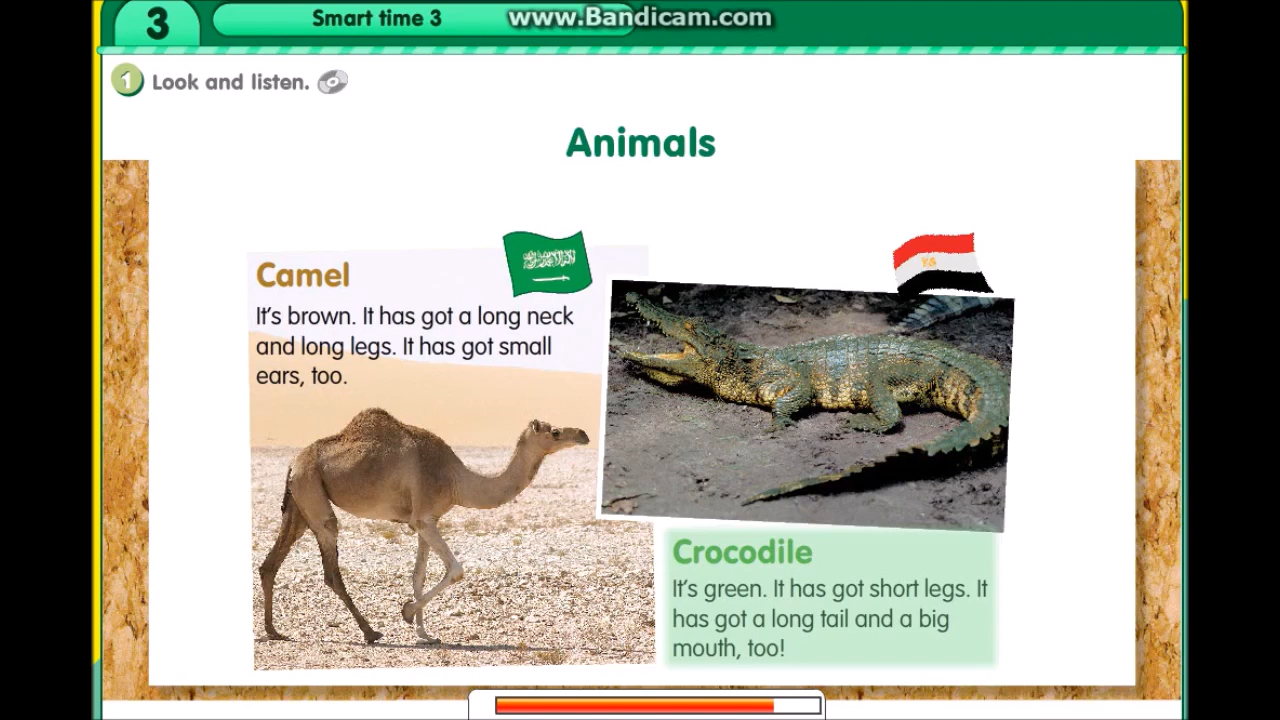 3
Smart time 3
www.Bandicam.com
1 Look and listen.
Animals
Camel
It's brown. It has got a long neck
and long legs. It has got small
ears, too.
Crocodile
It's green. It has got short legs. It
has got a long tail and a big
mouth, too!